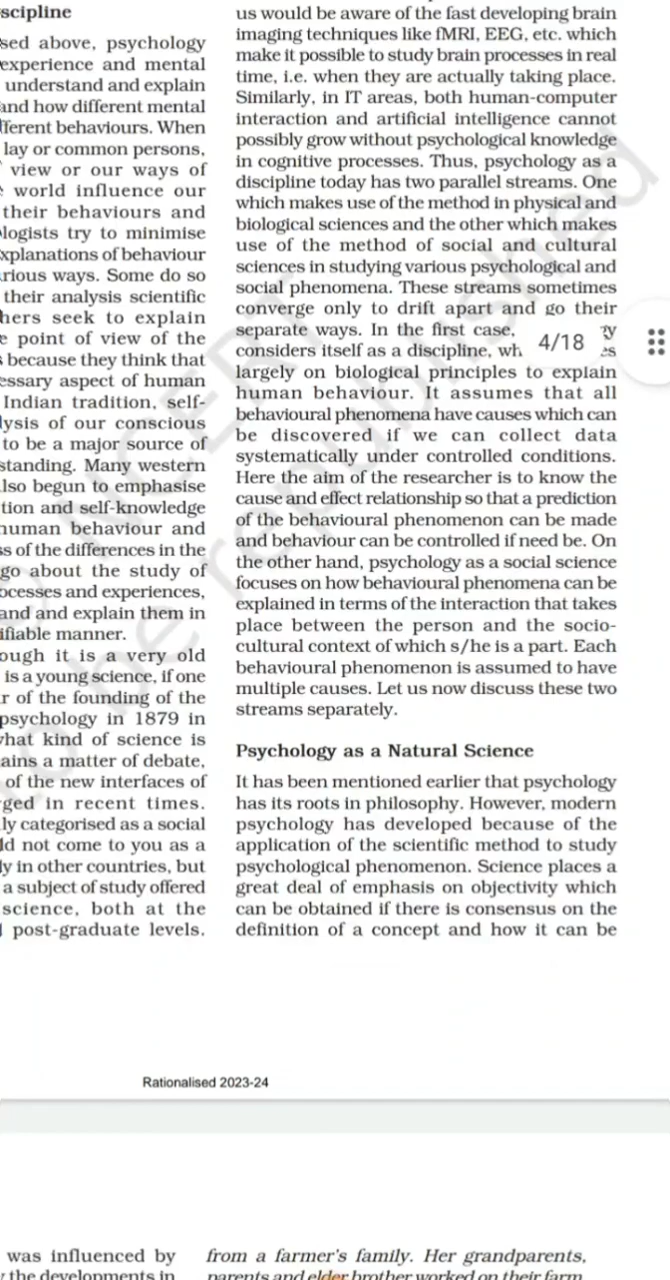 scipline
sed above, psychology
experience and mental
understand and explain
and how different mental
fferent behaviours. When
lay or common persons,
view or our ways of
world influence our
their behaviours and
logists try to minimise
xplanations of behaviour
rious ways. Some do so
their analysis scientific
hers seek to explain
e point of view of the
s because they think that
essary aspect of human
Indian tradition, self-
lysis of our conscious
to be a major source of
standing. Many western
lso begun to emphasise
tion and self-knowledge
human behaviour and
ss of the differences in the
go about the study of
ocesses and experiences,
and and explain them in
ifiable manner.
ough it is a very old
is a young science, if one
r of the founding of the
psychology in 1879 in
what kind of science is
ains a matter of debate,
of the new interfaces of
rged in recent times.
ly categorised as a social
ld not come to you as a
ly in other countries, but
a subject of study offered
science, both at the
post-graduate levels.
us would be aware of the fast developing brain
imaging techniques like fMRI, EEG, etc. which
make it possible to study brain processes in real
time, i.e. when they are actually taking place.
Similarly, in IT areas, both human-computer
interaction and artificial intelligence cannot
possibly grow without psychological knowledge
in cognitive processes. Thus, psychology as a
discipline today has two parallel streams. One
which makes use of the method in physical and
biological sciences and the other which makes
use of the method of social and cultural
sciences in studying various psychological and
social phenomena. These streams sometimes
converge only to drift apart and go their
separate ways. In the first case, gy
considers itself as a discipline, wh es
4/18
largely on biological principles to explain
human behaviour. It assumes that all
behavioural phenomena have causes which can
be discovered if we can collect data
systematically under controlled conditions.
Here the aim of the researcher is to know the
cause and effect relationship so that a prediction
of the behavioural phenomenon can be made
and behaviour can be controlled if need be. On
the other hand, psychology as a social science
focuses on how behavioural phenomena can be
explained in terms of the interaction that takes
place between the person and the socio-
cultural context of which s/he is a part. Each
behavioural phenomenon is assumed to have
multiple causes. Let us now discuss these two
streams separately.
Psychology as a Natural Science
It has been mentioned earlier that psychology
has its roots in philosophy. However, modern
psychology has developed because of the
application of the scientific method to study
psychological phenomenon. Science places a
great deal of emphasis on objectivity which
can be obtained if there is consensus on the
definition of a concept and how it can be
Rationalised 2023-24
was influenced by
y the developments in
from a farmer's family. Her grandparents,
parents and elder brother worked on their farm